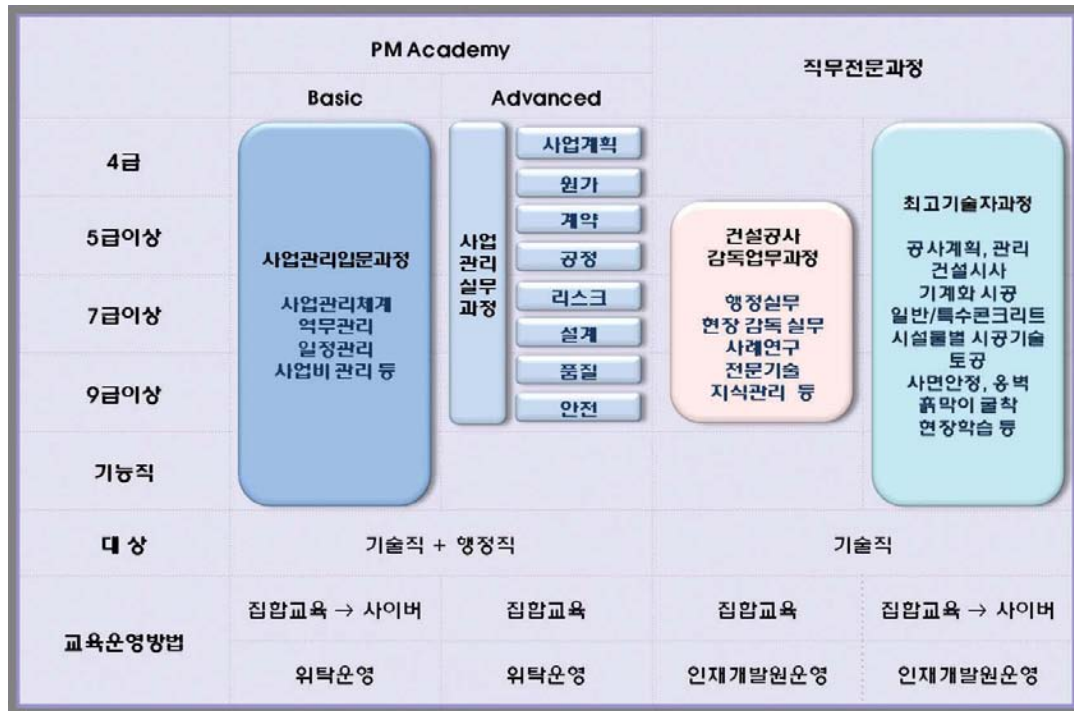 PM Academy
직무전문과정
Basic
Advanced
4급
5급이상
7급이상
9급이상
기능직
사업관리입문과정
사업관리체계
역무관리
일정관리
사업비 관리 등
사업
관리
실무
과정
사업계획
원가
계약
공정
리스크
설계
품질
안전
건설공사
감독업무과정
행정실무
현장 감독 실무
사례연구
전문기술
지식관리 등
최고기술자과정
공사계획, 관리
건설시사
기계화 시공
일반/특수콘크리트
시설물별 시공기술
토공
사면안정, 옹벽
흙막이 굴착
현장학습 등
대 상
기술직 + 행정직
기술직
교육운영방법
집합교육 → 사이버
집합교육
집합교육
집합교육 → 사이버
위탁운영
위탁운영
인재개발원운영
인재개발원운영